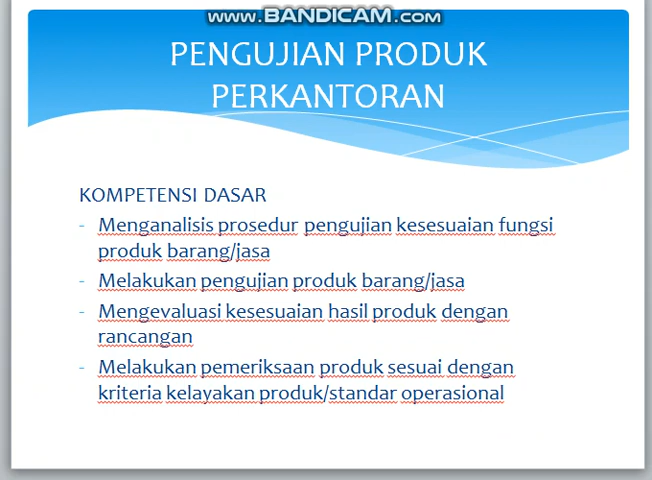 www.BANDICAM.com
PENGUJIAN PRODUK
PERKANTORAN
KOMPETENSI DASAR
- Menganalisis prosedur pengujian kesesuaian fungsi
produk barang/jasa
- Melakukan pengujian produk barang/jasa
- Mengevaluasi kesesuaian hasil produk dengan
rancangan
- Melakukan pemeriksaan produk sesuai dengan
kriteria kelayakan produk/standar operasional